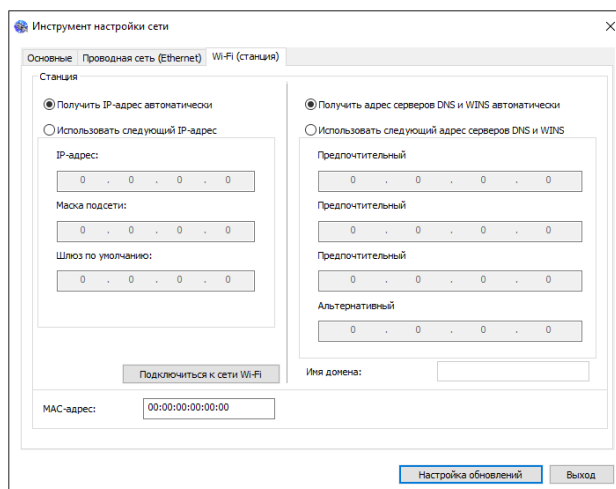 Инструмент настройки сети
Основные Проводная сеть (Ethernet) Wi-Fi (станция)
Станция
Получить IP-адрес автоматически
Использовать следующий IP-адрес
IP-адрес:
0 . 0 . 0 . 0
Маска подсети:
0 . 0 . 0 . 0
Шлюз по умолчанию:
0 . 0 . 0 . 0
Подключиться к сети Wi-Fi
Получить адрес серверов DNS и WINS автоматически
Использовать следующий адрес серверов DNS и WINS
Предпочтительный
0 . 0 . 0 . 0
Предпочтительный
0 . 0 . 0 . 0
Предпочтительный
0 . 0 . 0 . 0
Альтернативный
0 . 0 . 0 . 0
Имя домена:
MAC-адрес: 00:00:00:00:00:00
Настройка обновлений Выход